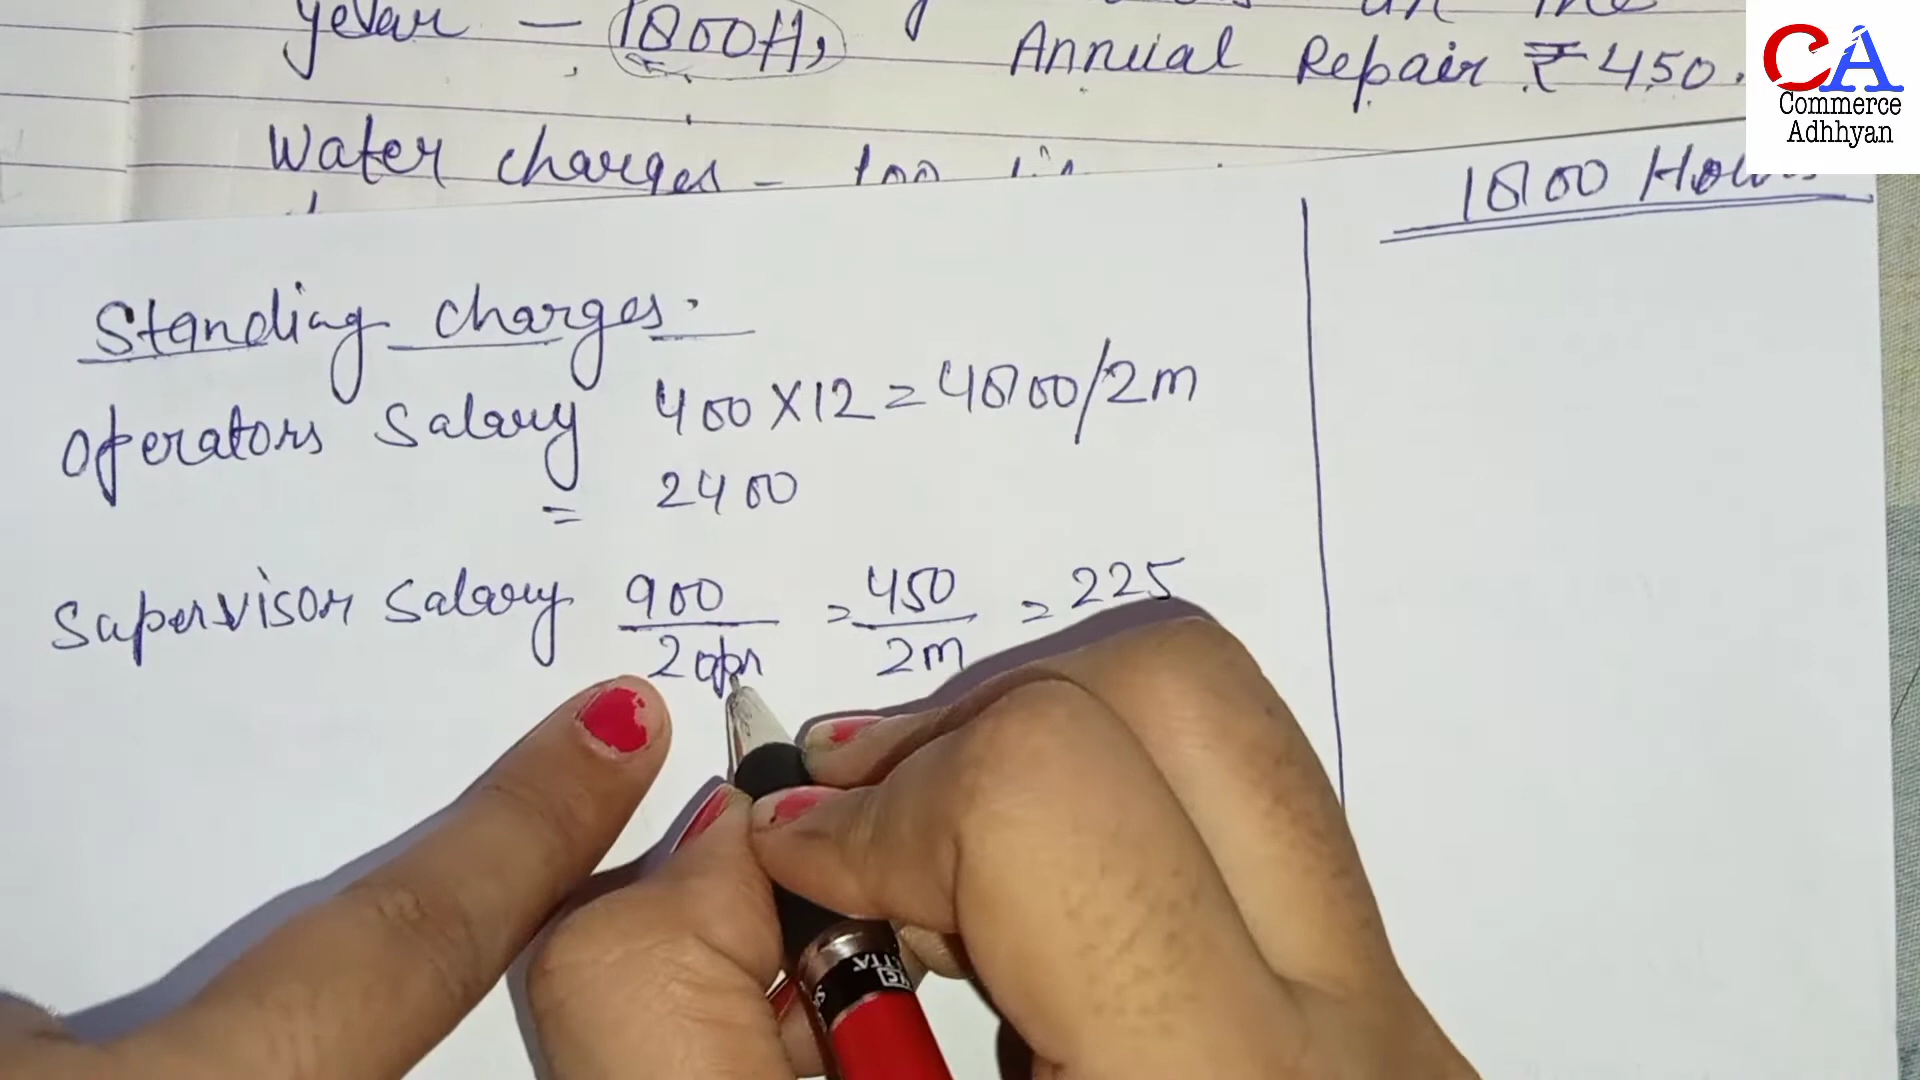 year - 1800H,
Annual Repair ₹ 450.
CA
Commerce
Adhhyan
Water charges -
1800 Hours
Standing charges.
Operators Salary 400 X 12 = 4800/2m
= 2400
Supervisor Salary 900/2opr = 450/2m = 225